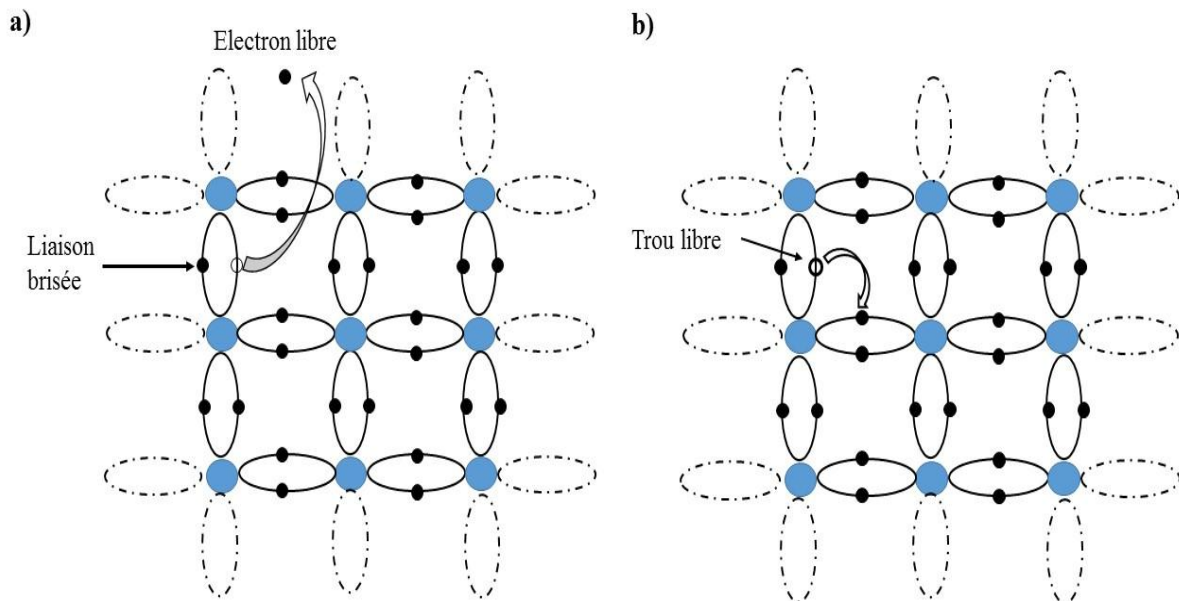 a)
Electron libre
Liaison
brisée
b)
Trou libre